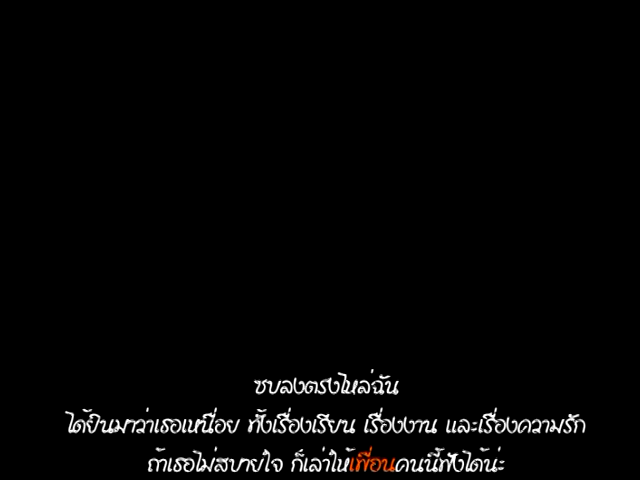 ซบลงตรงไหล่ฉัน
ได้ยินมาว่าเธอเหนื่อย ทั้งเรื่องเรียน เรื่องงาน และเรื่องความรัก
ถ้าเธอไม่สบายใจ ก็เล่าให้เพื่อนคนนี้ฟังได้น่ะ